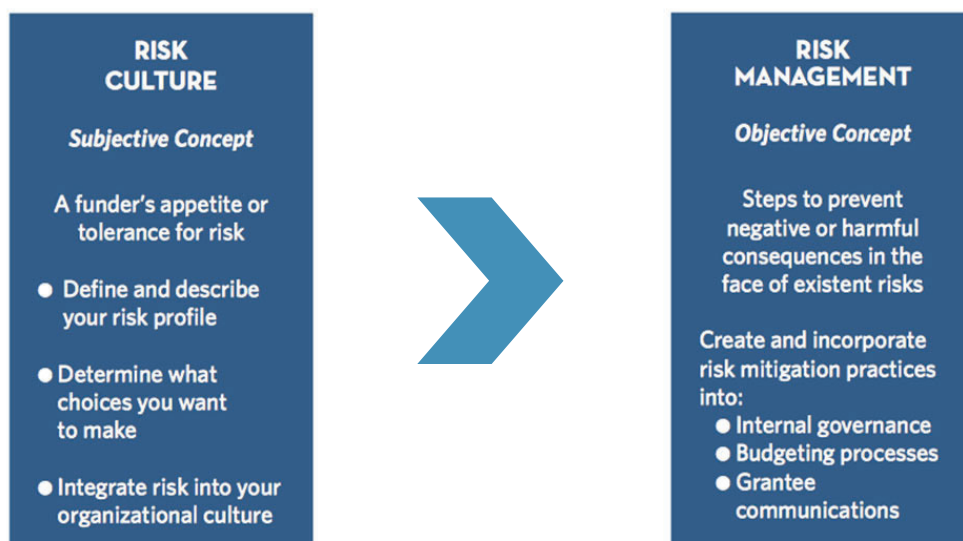 RISK
CULTURE
Subjective Concept
A funder's appetite or
tolerance for risk
● Define and describe
your risk profile
● Determine what
choices you want
to make
● Integrate risk into your
organizational culture
RISK
MANAGEMENT
Objective Concept
Steps to prevent
negative or harmful
consequences in the
face of existent risks
Create and incorporate
risk mitigation practices
into:
● Internal governance
● Budgeting processes
● Grantee
communications